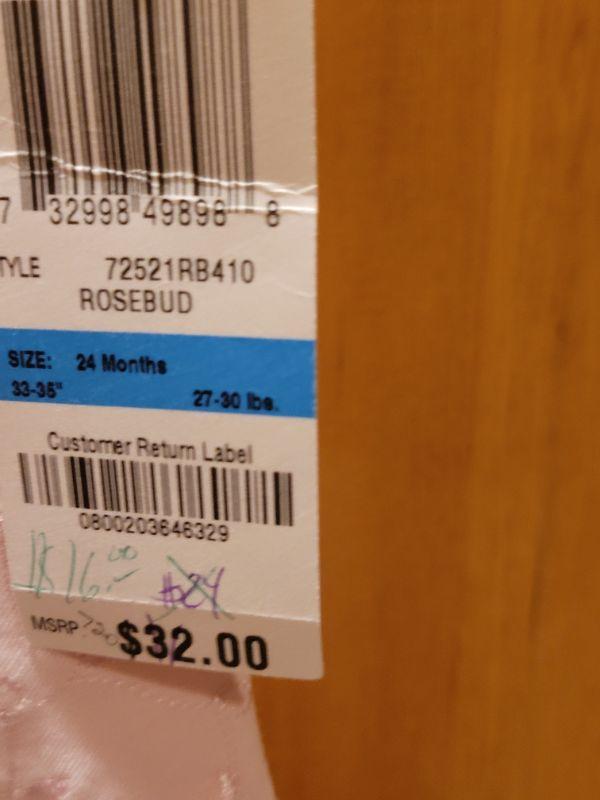 7 32998 49898 8
TYLE 72521RB410
ROSEBUD
SIZE: 24 Months
33-35" 27-30 lbs.
Customer Return Label
0800203646329
$16.00 $24
MSRP $32.00